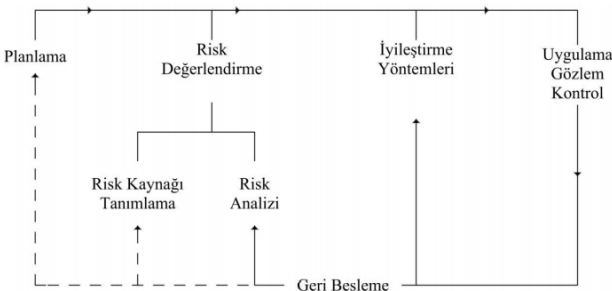 Planlama
Risk
Değerlendirme
İyileştirme
Yöntemleri
Uygulama
Gözlem
Kontrol
Risk Kaynağı
Tanımlama
Risk
Analizi
Geri Besleme